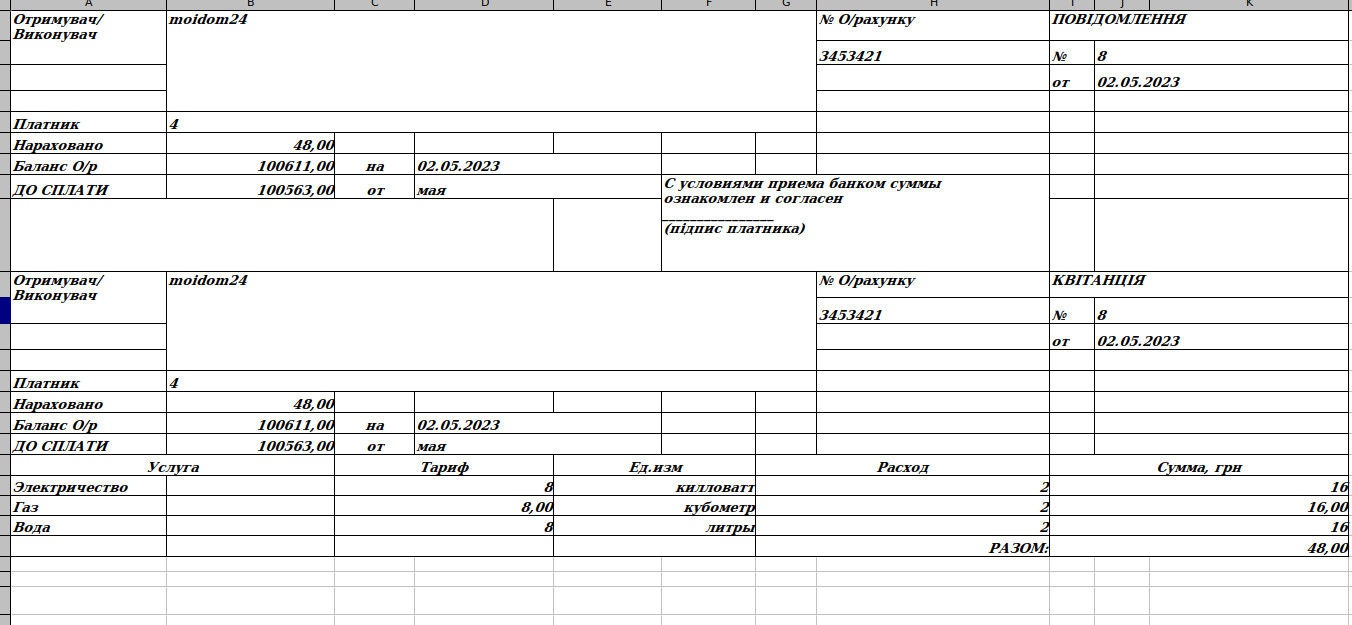 A B C D E F G H I J K
Отримувач/ moidom24 № О/рахунку ПОВІДОМЛЕННЯ
Виконувач
3453421 № 8
от 02.05.2023
Платник 4
Нараховано 48,00
Баланс О/р 100611,00 на 02.05.2023
ДО СПЛАТИ 100563,00 от мая
С условиями приема банком суммы
ознакомлен и согласен
________________
(підпис платника)
Отримувач/ moidom24 № О/рахунку КВІТАНЦІЯ
Виконувач
3453421 № 8
от 02.05.2023
Платник 4
Нараховано 48,00
Баланс О/р 100611,00 на 02.05.2023
ДО СПЛАТИ 100563,00 от мая
Услуга Тариф Ед.изм Расход Сумма, грн
Электричество 8 килловатт 2 16
Газ 8,00 кубометр 2 16,00
Вода 8 литры 2 16
РАЗОМ: 48,00